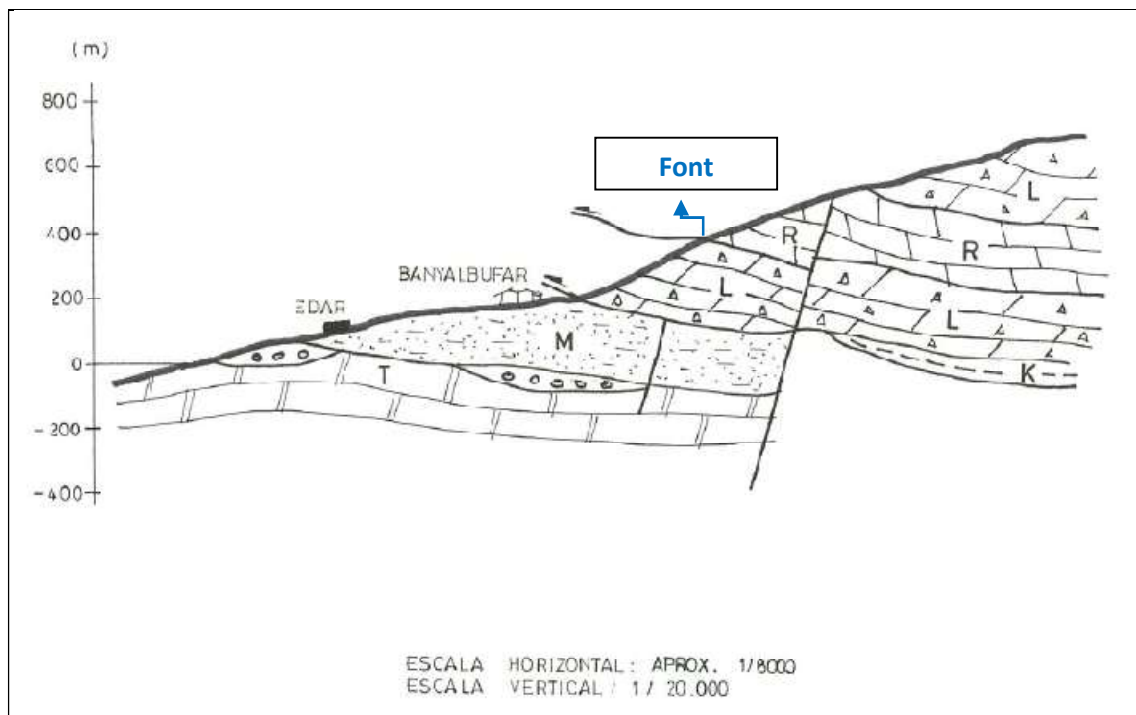 (m)
800
600
400
200
0
-200
-400
Font
BANYALBUFAR
EDAR
L
R
R
L
L
M
T
K
ESCALA HORIZONTAL: APROX. 1/8000
ESCALA VERTICAL: 1/20.000